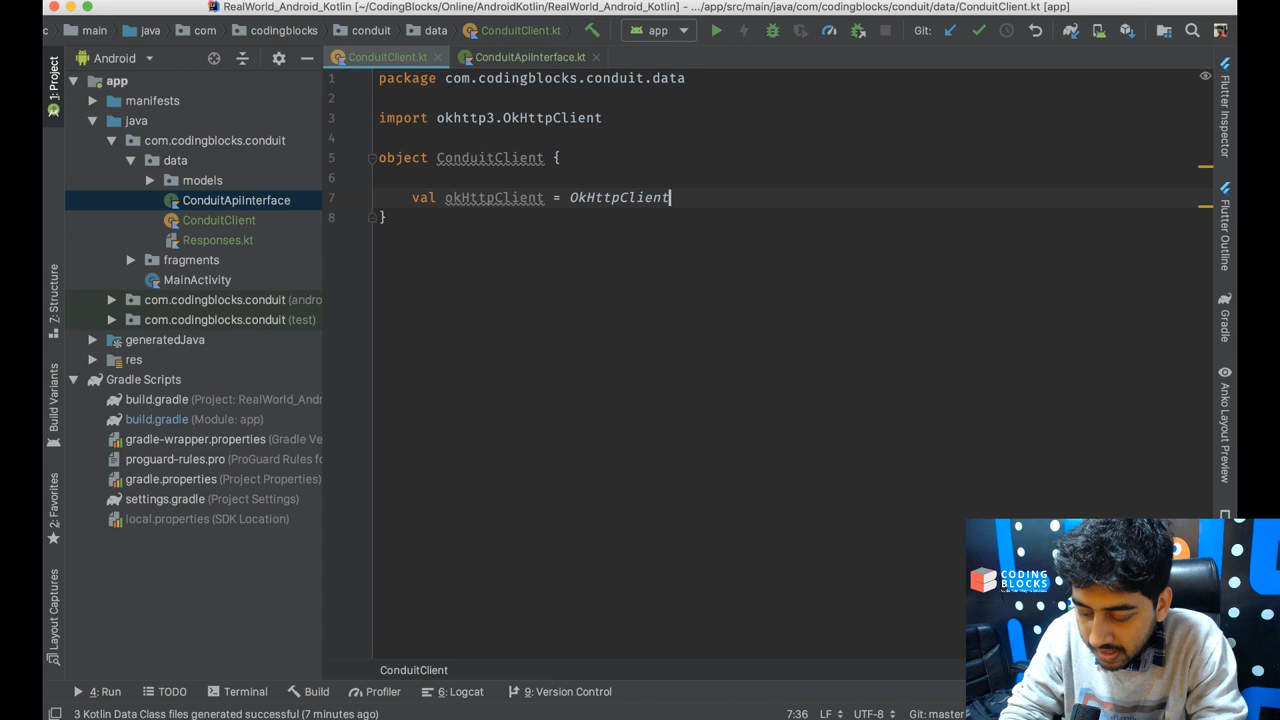 RealWorld_Android_Kotlin [~/CodingBlocks/Online/AndroidKotlin/RealWorld_Android_Kotlin] - .../app/src/main/java/com/codingblocks/conduit/data/ConduitClient.kt [app]
c main java com codingblocks conduit data ConduitClient.kt app Git:
1: Project
Android
ConduitClient.kt
ConduitApiInterface.kt
app
manifests
java
com.codingblocks.conduit
data
models
ConduitApiInterface
ConduitClient
Responses.kt
fragments
MainActivity
com.codingblocks.conduit (andro
com.codingblocks.conduit (test)
generatedJava
res
Gradle Scripts
build.gradle (Project: RealWorld_Andr
build.gradle (Module: app)
gradle-wrapper.properties (Gradle Ve
proguard-rules.pro (ProGuard Rules fo
gradle.properties (Project Properties)
settings.gradle (Project Settings)
local.properties (SDK Location)
Z: Structure
Build Variants
2: Favorites
Layout Captures
1 package com.codingblocks.conduit.data
2
3 import okhttp3.OkHttpClient
4
5 object ConduitClient {
6
7 val okHttpClient = OkHttpClient
8 }
Flutter Inspector
Flutter Outline
Gradle
Anko Layout Preview
CODING
BLOCKS
ConduitClient
4: Run TODO Terminal Build Profiler 6: Logcat 9: Version Control
3 Kotlin Data Class files generated successful (7 minutes ago) 7:36 LF UTF-8 Git: master